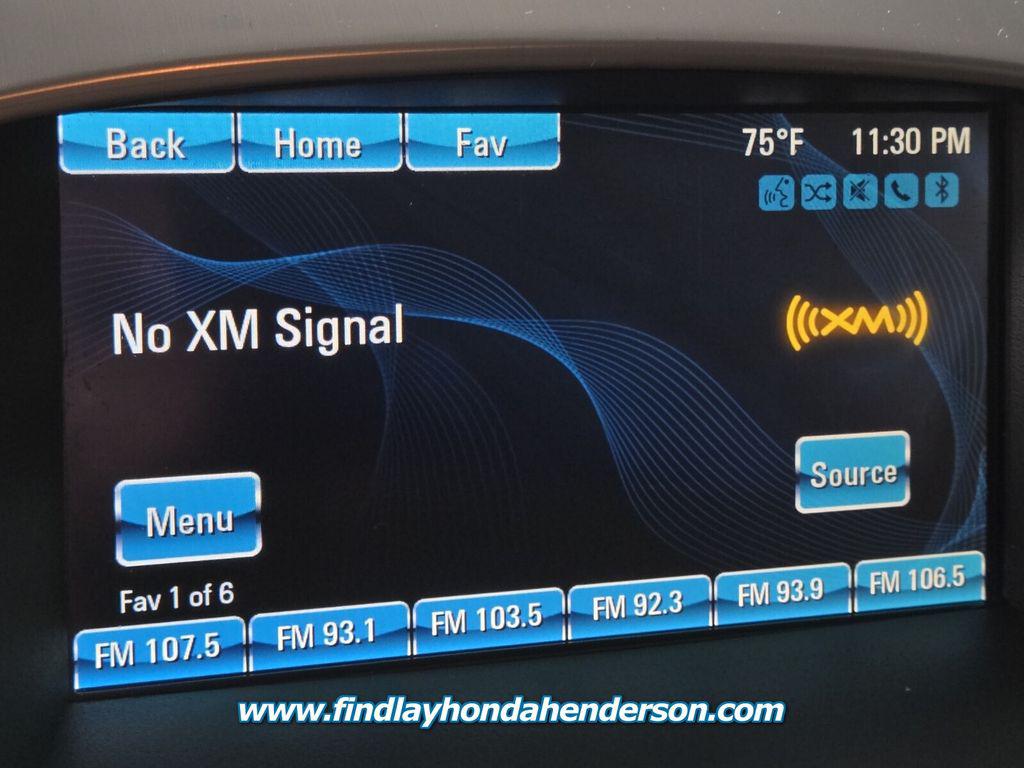 Back Home Fav 75°F 11:30 PM
No XM Signal
XM
Source
Menu
Fav 1 of 6
FM 107.5 FM 93.1 FM 103.5 FM 92.3 FM 93.9 FM 106.5
www.findlayhondahenderson.com